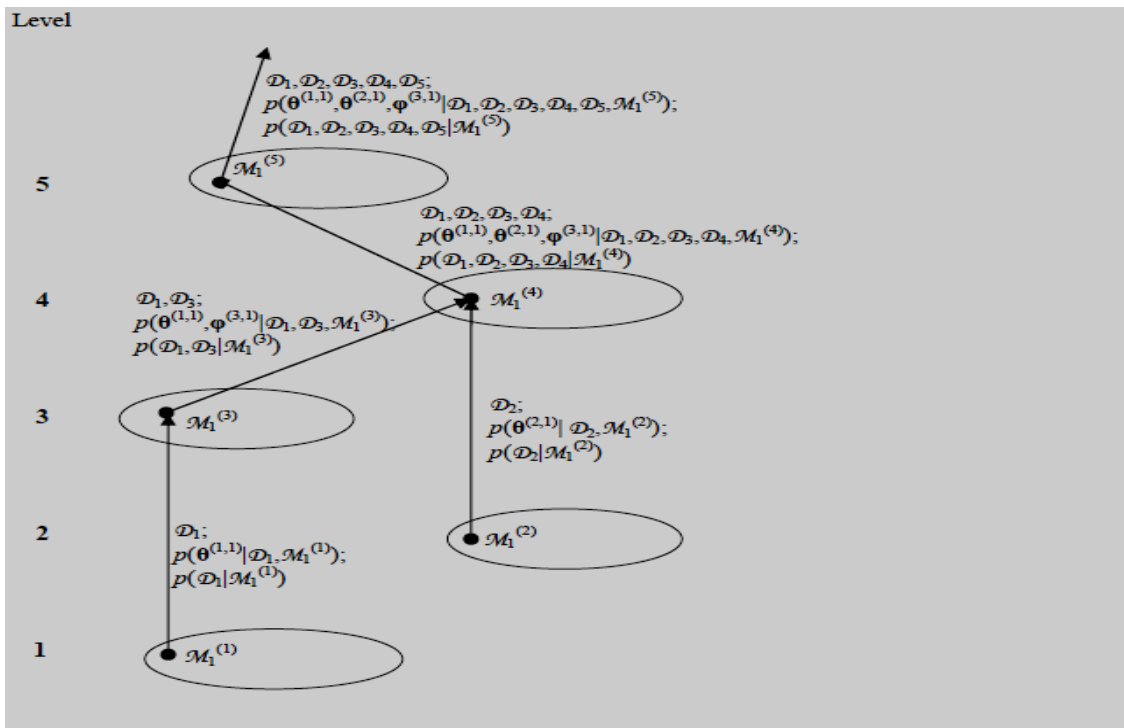 Level
𝒟₁,𝒟₂,𝒟₃,𝒟₄,𝒟₅;
p(θ⁽¹,¹⁾,θ⁽²,¹⁾,φ⁽³,¹⁾|𝒟₁,𝒟₂,𝒟₃,𝒟₄,𝒟₅,ℳ₁⁽⁵⁾);
p(𝒟₁,𝒟₂,𝒟₃,𝒟₄,𝒟₅|ℳ₁⁽⁵⁾)
ℳ₁⁽⁵⁾
5
𝒟₁,𝒟₂,𝒟₃,𝒟₄;
p(θ⁽¹,¹⁾,θ⁽²,¹⁾,φ⁽³,¹⁾|𝒟₁,𝒟₂,𝒟₃,𝒟₄,ℳ₁⁽⁴⁾);
p(𝒟₁,𝒟₂,𝒟₃,𝒟₄|ℳ₁⁽⁴⁾)
4
ℳ₁⁽⁴⁾
𝒟₁,𝒟₃;
p(θ⁽¹,¹⁾,φ⁽³,¹⁾|𝒟₁,𝒟₃,ℳ₁⁽³⁾);
p(𝒟₁,𝒟₃|ℳ₁⁽³⁾)
3
ℳ₁⁽³⁾
𝒟₂;
p(θ⁽²,¹⁾| 𝒟₂,ℳ₁⁽²⁾);
p(𝒟₂|ℳ₁⁽²⁾)
2
ℳ₁⁽²⁾
𝒟₁;
p(θ⁽¹,¹⁾|𝒟₁,ℳ₁⁽¹⁾);
p(𝒟₁|ℳ₁⁽¹⁾)
1
ℳ₁⁽¹⁾